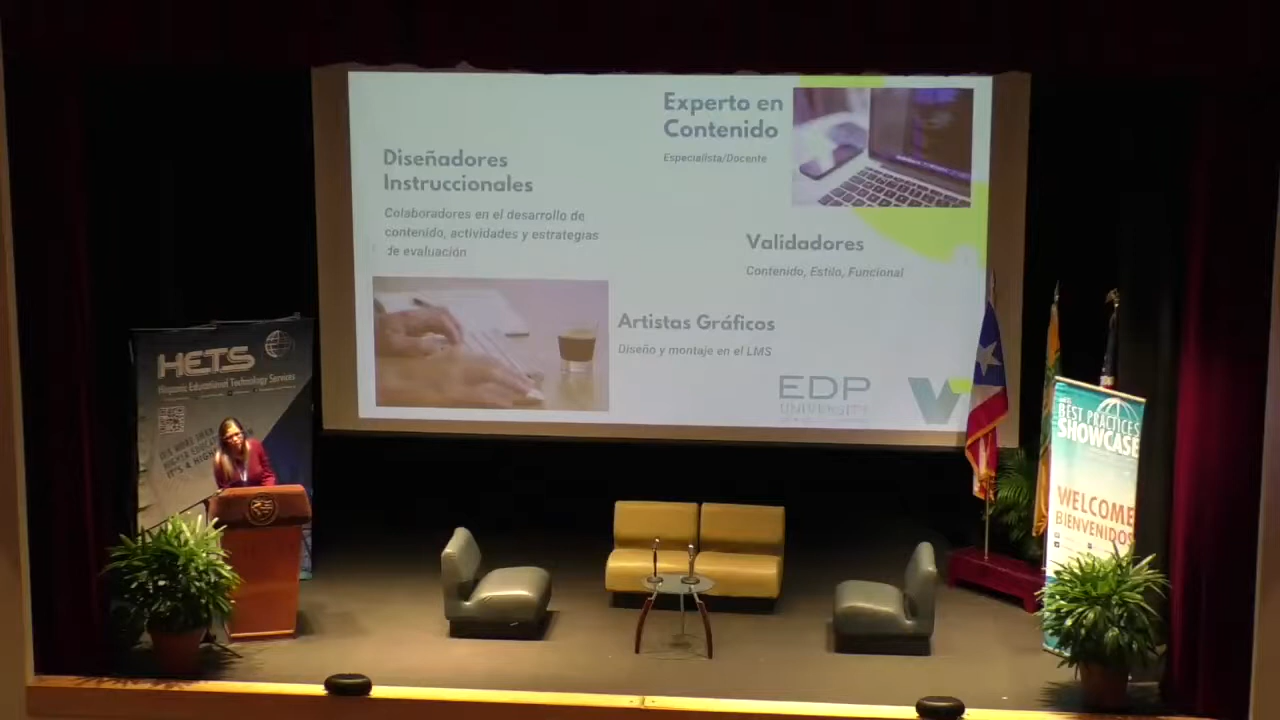 Experto en
Contenido
Especialista/Docente
Diseñadores
Instruccionales
Colaboradores en el desarrollo de
contenido, actividades y estrategias
de evaluación
Validadores
Contenido, Estilo, Funcional
Artistas Gráficos
Diseño y montaje en el LMS
EDP
UNIVERSITY
HETS
Hispanic Educational Technology Services
BEST PRACTICES
SHOWCASE
WELCOME
BIENVENIDOS